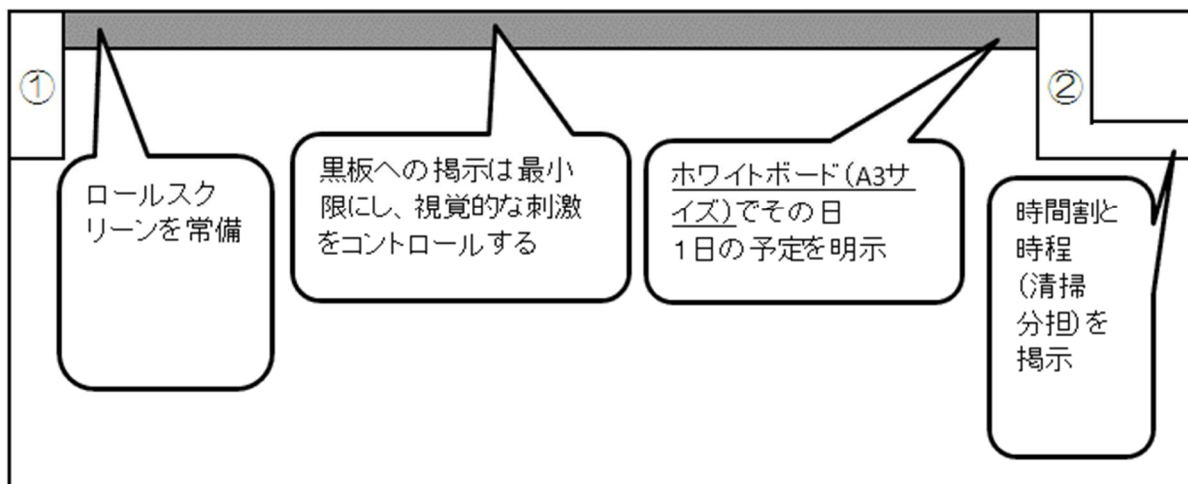 ①
②
ロールスク
リーンを常備
黒板への掲示は最小
限にし、視覚的な刺激
をコントロールする
ホワイトボード（A3サ
イズ）でその日
１日の予定を明示
時間割と
時程
（清掃
分担）を
掲示